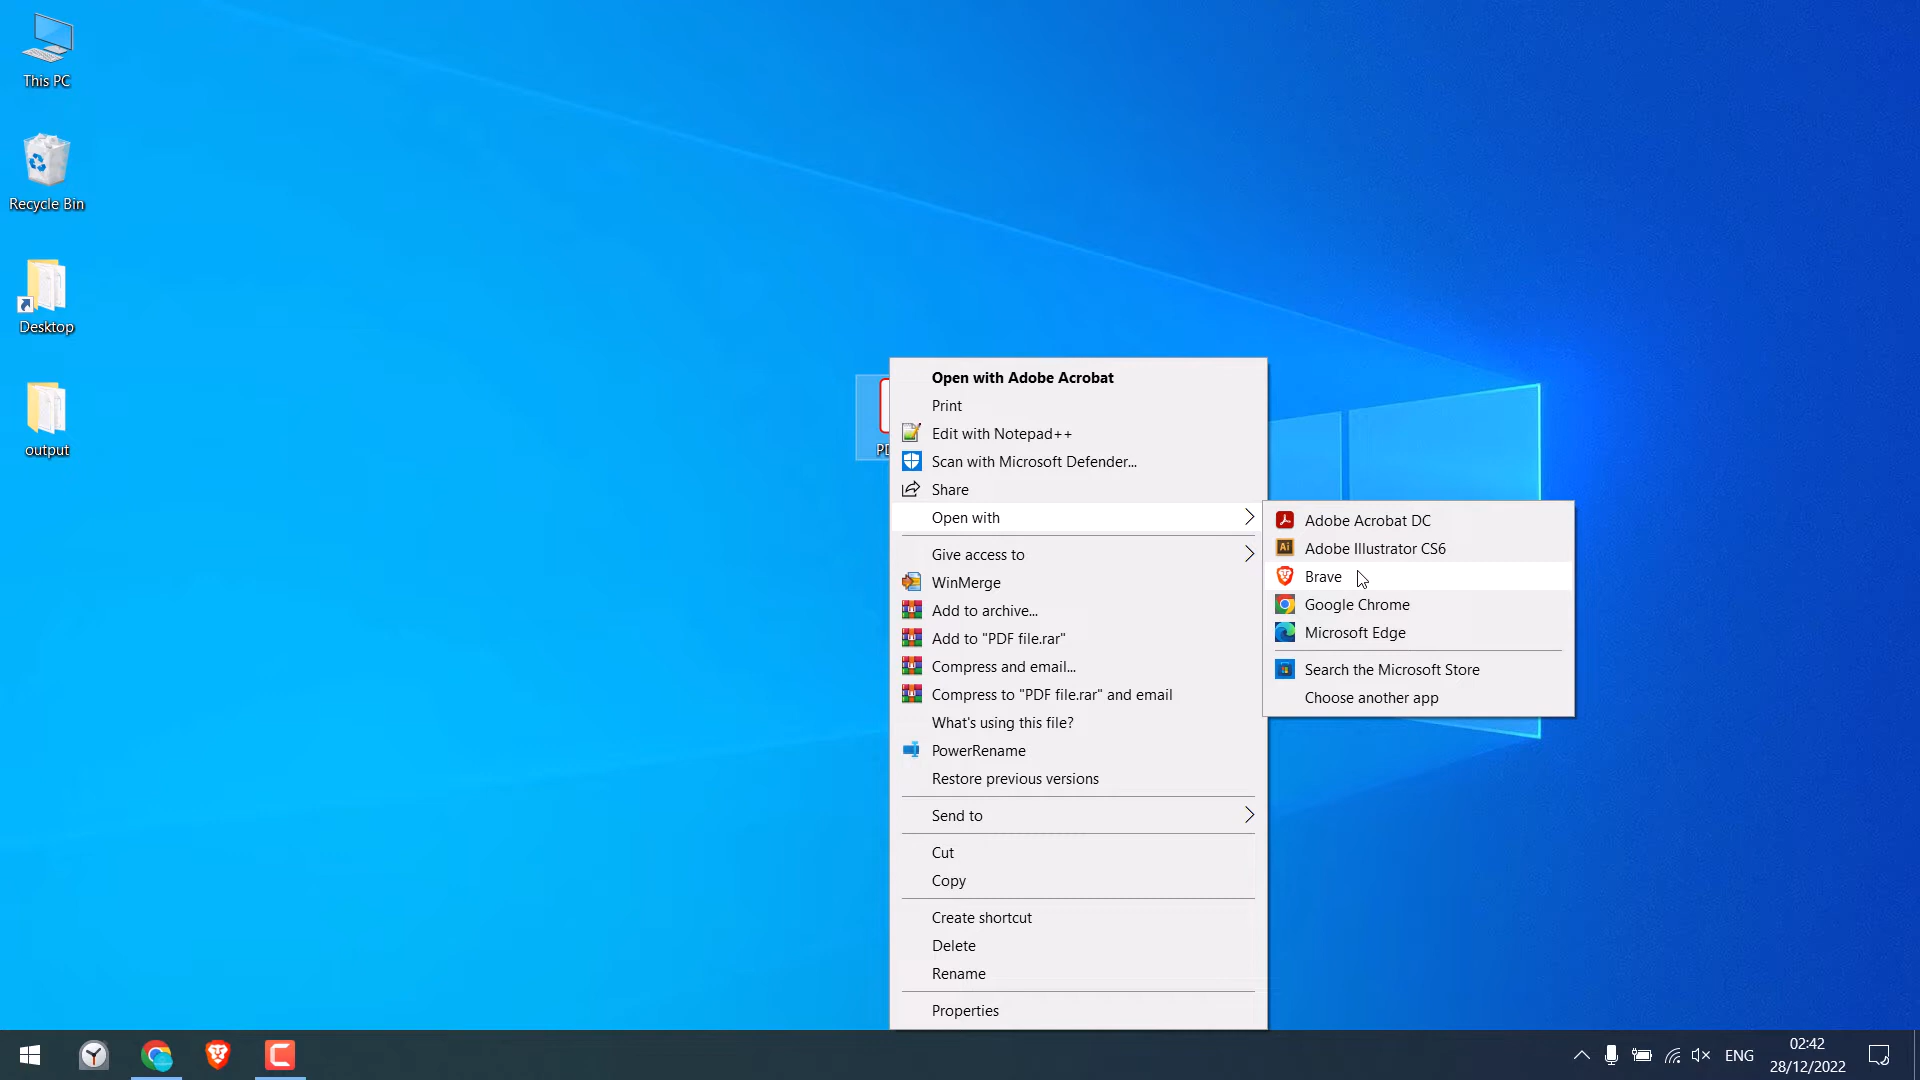 This PC
Recycle Bin
Desktop
output
Open with Adobe Acrobat
Print
Edit with Notepad++
Scan with Microsoft Defender...
Share
Open with
Give access to
WinMerge
Add to archive...
Add to "PDF file.rar"
Compress and email...
Compress to "PDF file.rar" and email
What's using this file?
PowerRename
Restore previous versions
Send to
Cut
Copy
Create shortcut
Delete
Rename
Properties
Adobe Acrobat DC
Adobe Illustrator CS6
Brave
Google Chrome
Microsoft Edge
Search the Microsoft Store
Choose another app
ENG
02:42
28/12/2022